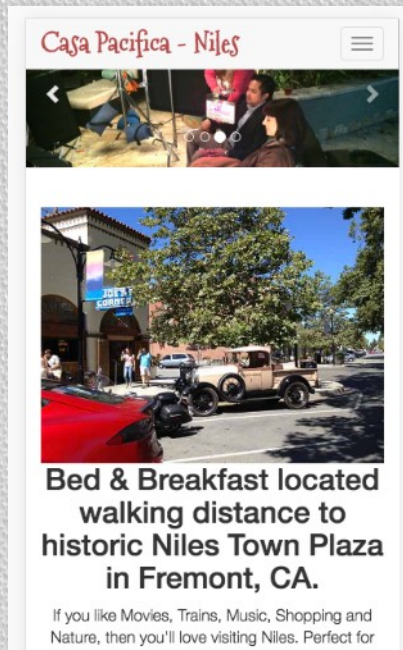 Casa Pacifica - Niles
JOE'S
CORNER
Bed & Breakfast located
walking distance to
historic Niles Town Plaza
in Fremont, CA.
If you like Movies, Trains, Music, Shopping and
Nature, then you'll love visiting Niles. Perfect for